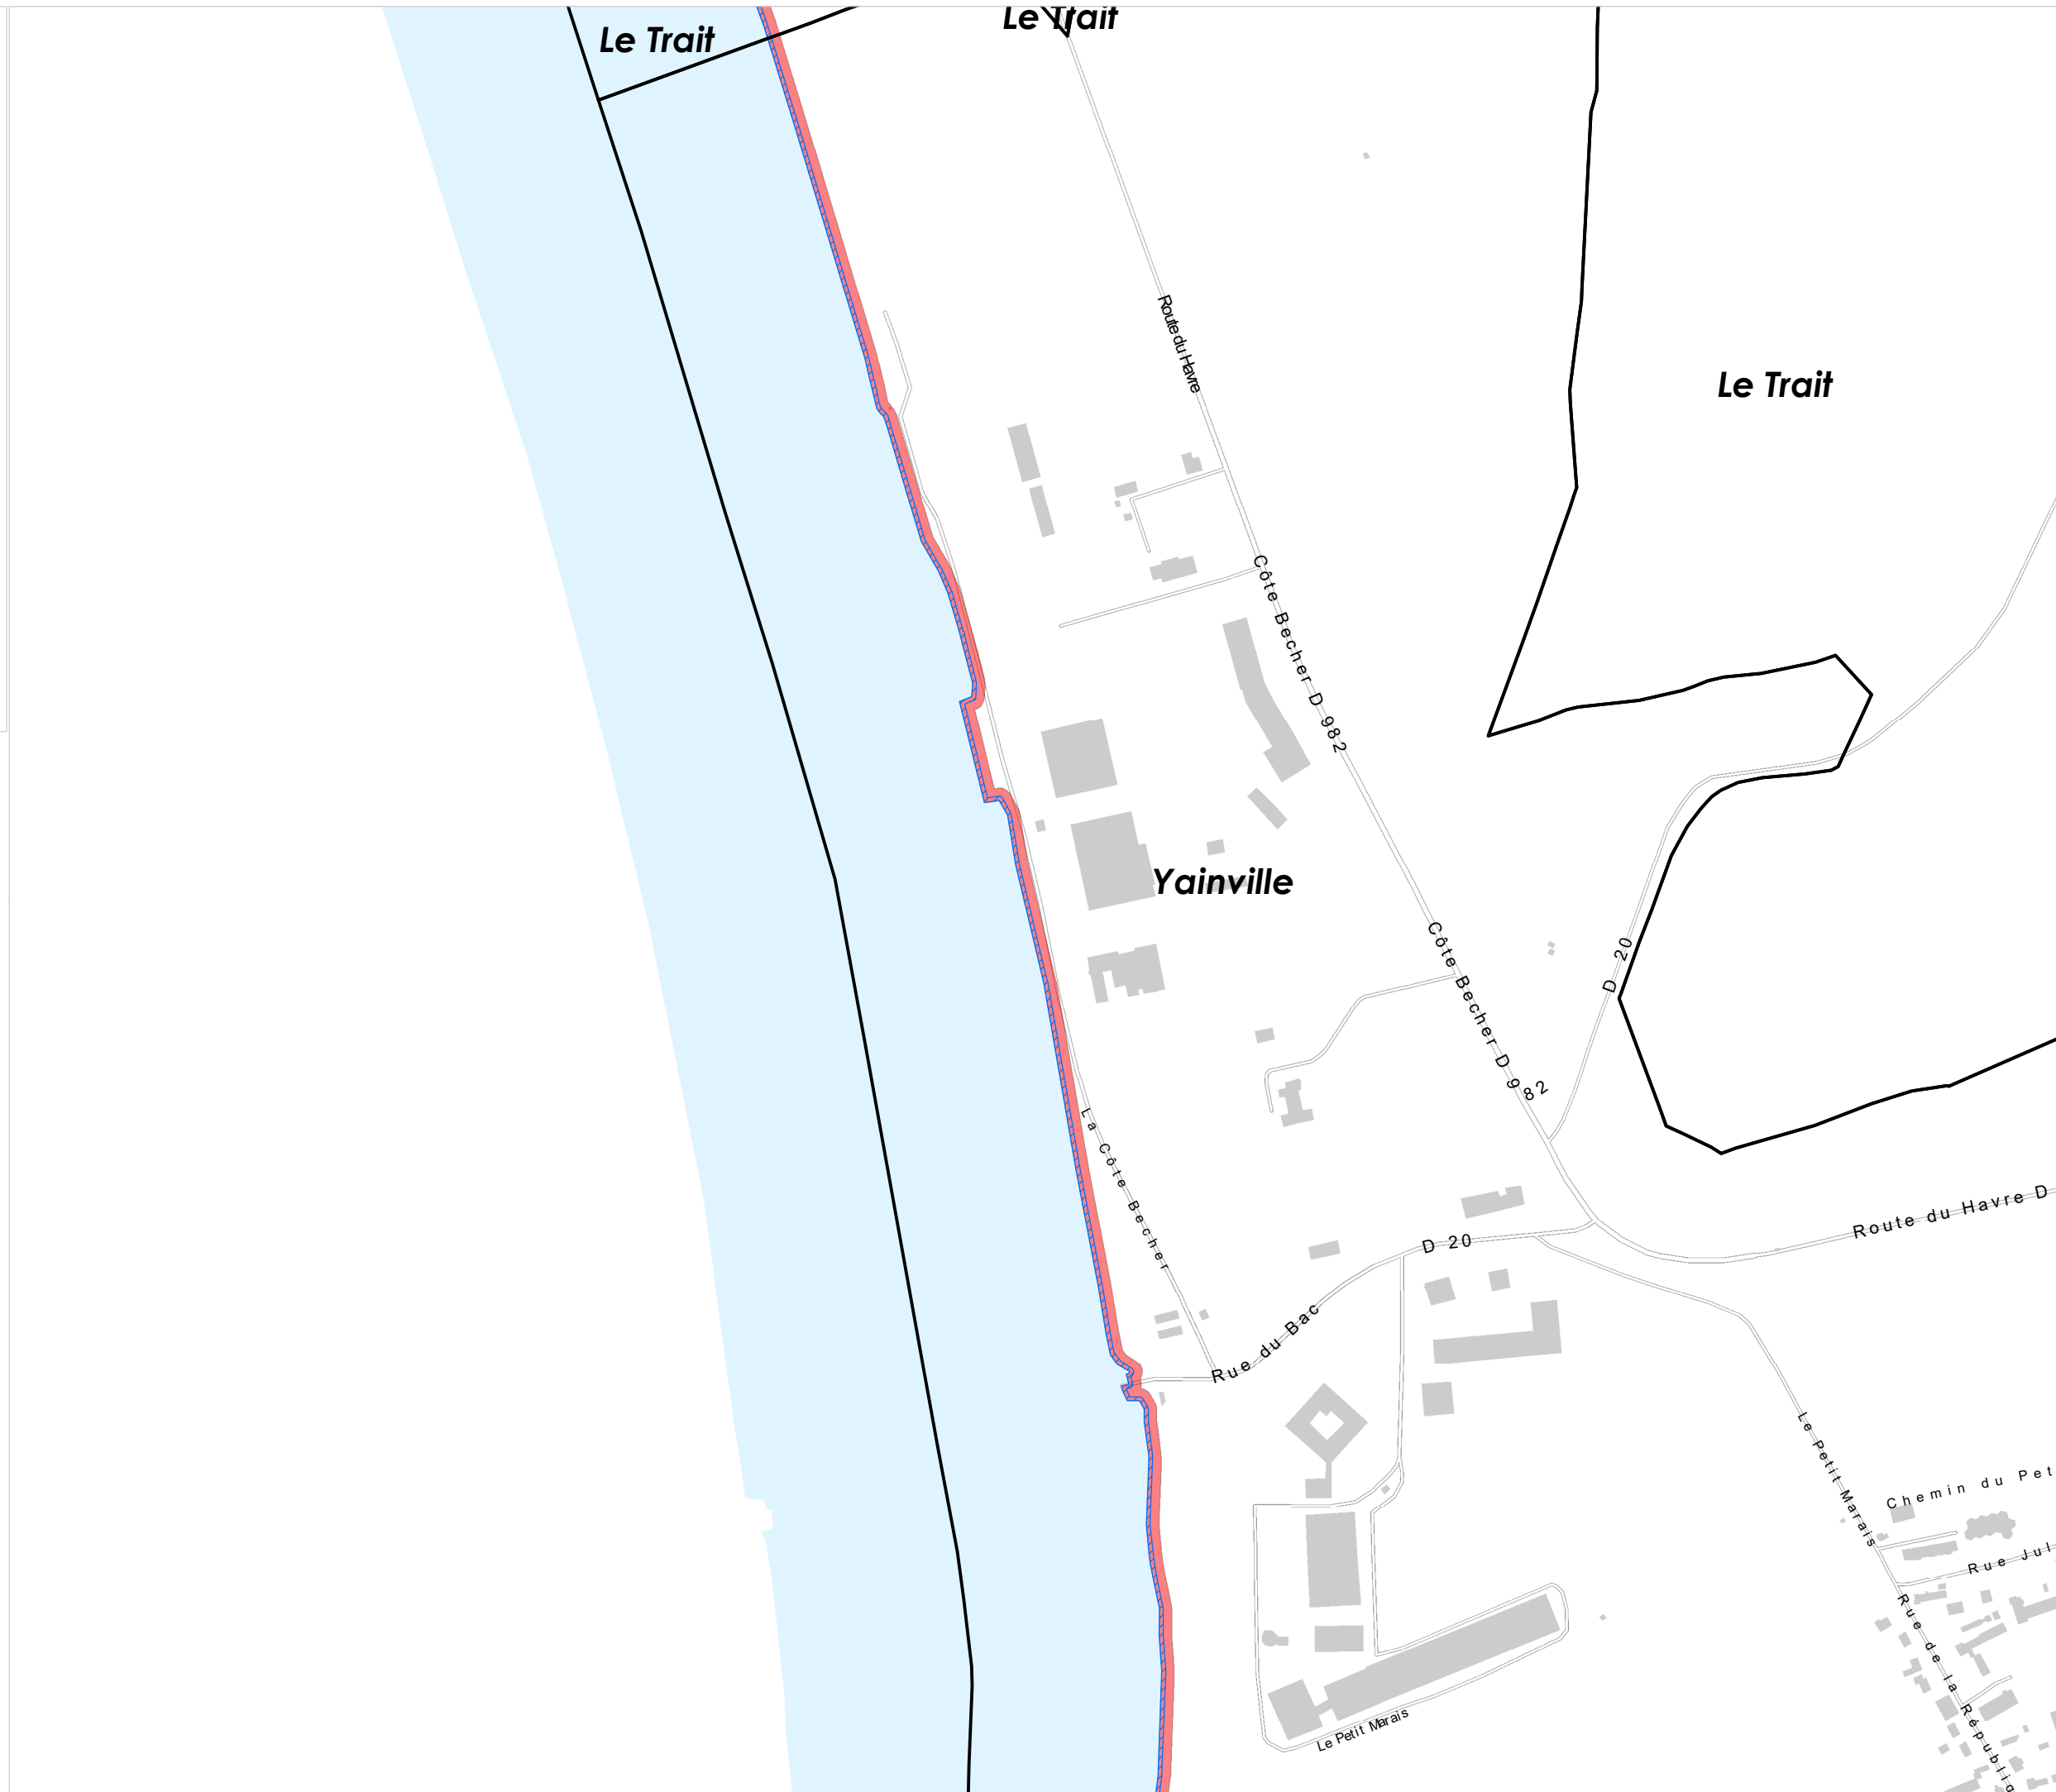 Le Trait
Le Trait
Route du Havre
Le Trait
Côte Becher D 982
Yainville
Côte Becher D 982
D 20
La Côte Becher
Route du Havre D
D 20
Rue du Bac
Le Petit Marais
Chemin du Pet
Rue Jul
Rue de la Républiq
Le Petit Marais